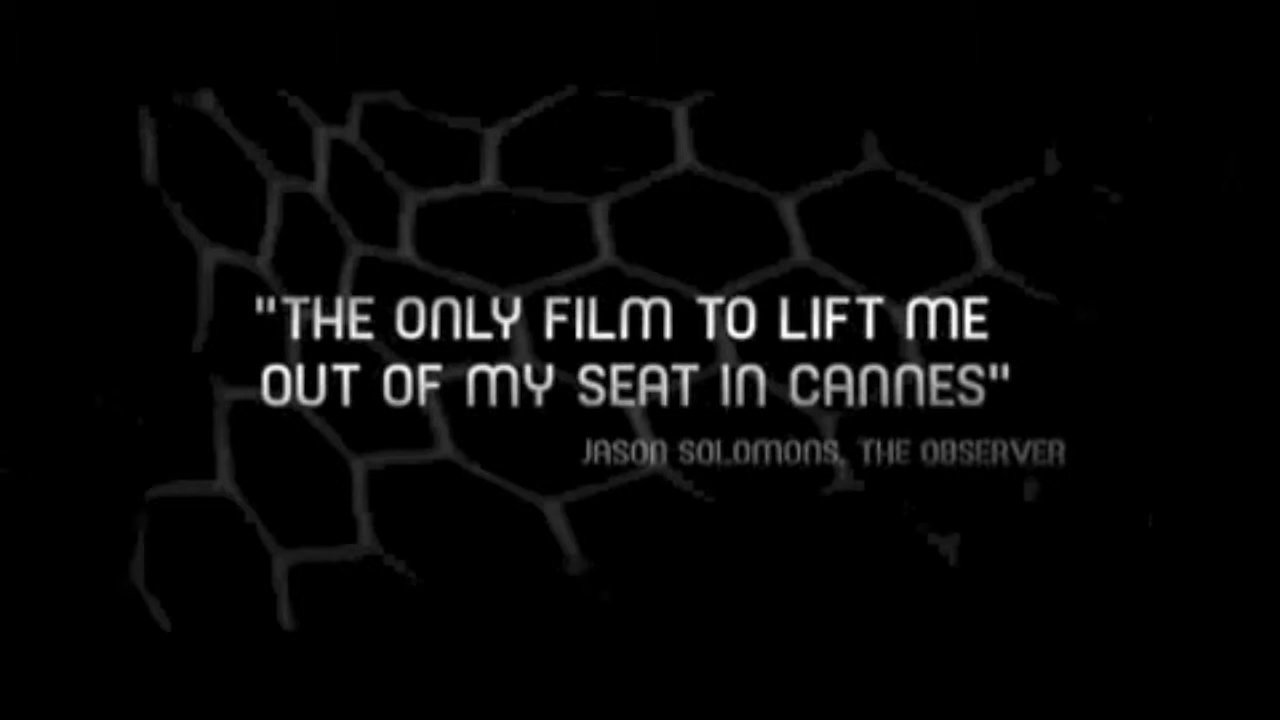 "THE ONLY FILM TO LIFT ME
OUT OF MY SEAT IN CANNES"
JASON SOLOMONS, THE OBSERVER